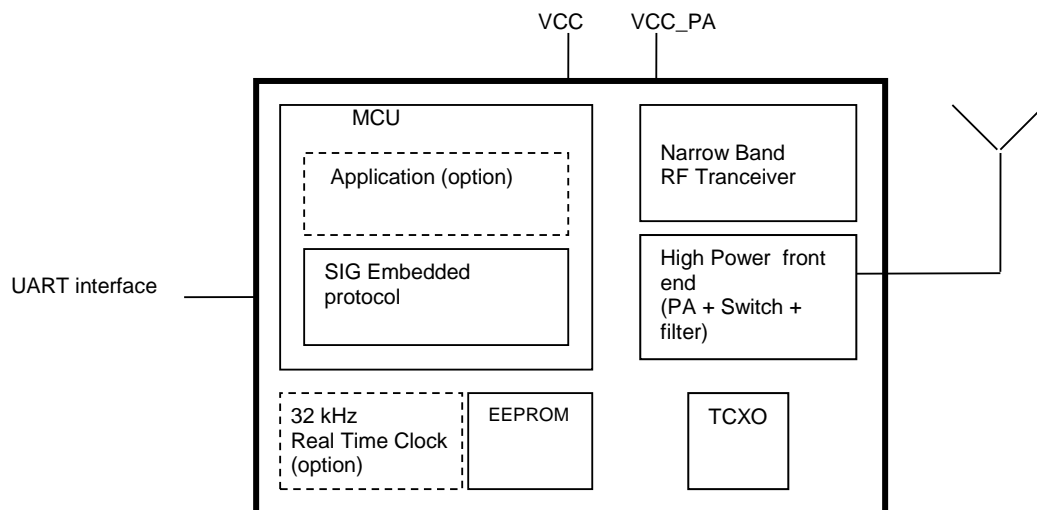 VCC
VCC_PA
MCU
Application (option)
SIG Embedded
protocol
Narrow Band
RF Tranceiver
High Power front
end
(PA + Switch +
filter)
UART interface
32 kHz
Real Time Clock
(option)
EEPROM
TCXO